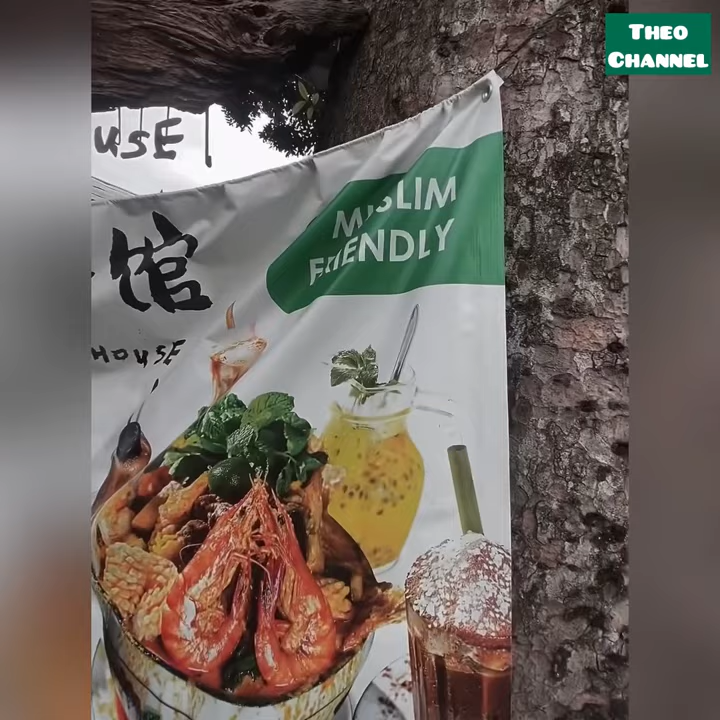 THEO
CHANNEL
USE
MUSLIM
FRIENDLY
馆
HOUSE